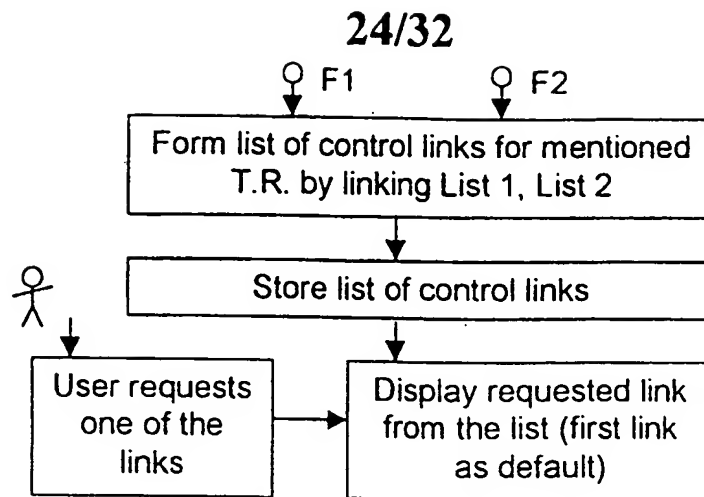 24/32
F1
F2
Form list of control links for mentioned
T.R. by linking List 1, List 2
Store list of control links
User requests
one of the
links
Display requested link
from the list (first link
as default)